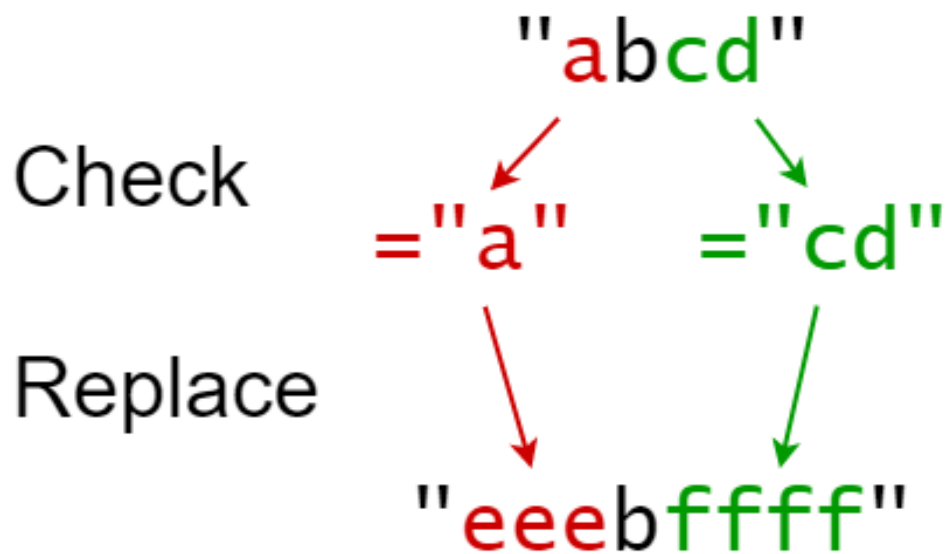 "abcd"
Check
="a" ="cd"
Replace
"eeebffff"